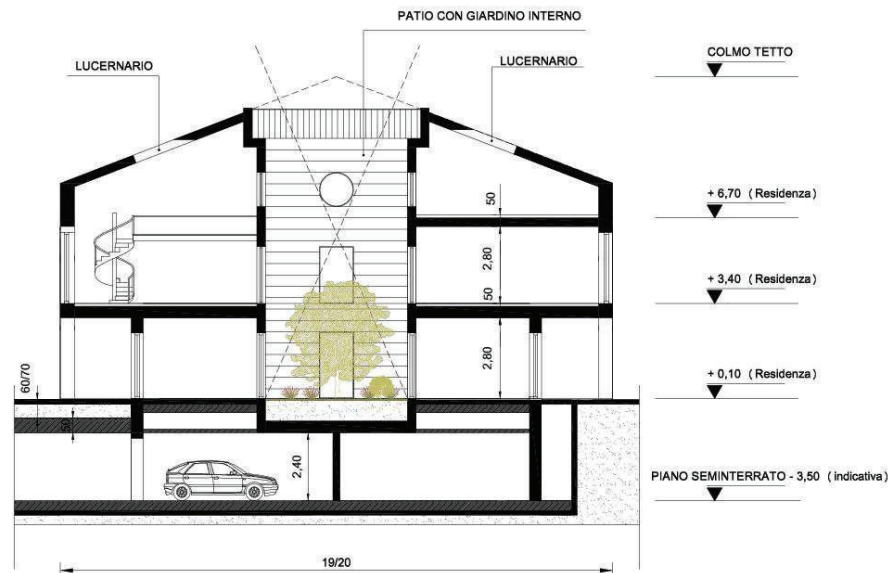 PATIO CON GIARDINO INTERNO
LUCERNARIO
LUCERNARIO
COLMO TETTO
50
+ 6,70 ( Residenza )
2,80
50
+ 3,40 ( Residenza )
2,80
60/70
+ 0,10 ( Residenza )
50
2,40
PIANO SEMINTERRATO - 3,50 ( indicativa )
19/20